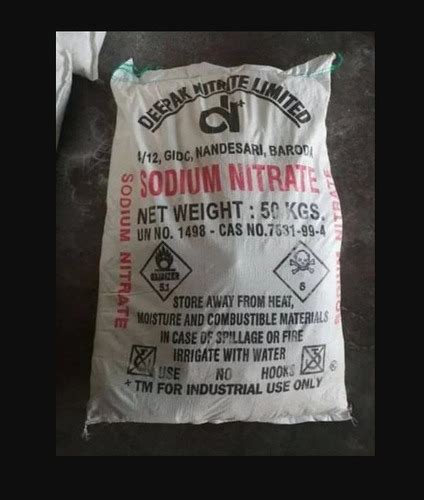 DEEPAK NITRITE LIMITED
dn
4/12, GIDC, NANDESARI, BARODA
SODIUM NITRATE
NET WEIGHT : 50 KGS.
UN NO. 1498 - CAS NO.7631-99-4
SODIUM NITRATE
SODIUM NITRATE
OXIDIZER
5.1
6
STORE AWAY FROM HEAT,
MOISTURE AND COMBUSTIBLE MATERIALS
IN CASE OF SPILLAGE OR FIRE
IRRIGATE WITH WATER
USE NO HOOKS
*TM FOR INDUSTRIAL USE ONLY